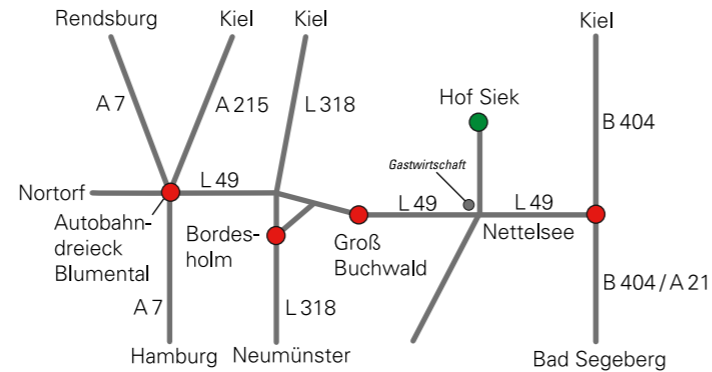 Rendsburg
Kiel
Kiel
Kiel
A 7
A 215
L 318
Hof Siek
B 404
Gastwirtschaft
Nortorf
L 49
L 49
L 49
Autobahn-
dreieck
Blumental
Bordes-
holm
Groß
Buchwald
Nettelsee
A 7
L 318
B 404 / A 21
Hamburg
Neumünster
Bad Segeberg